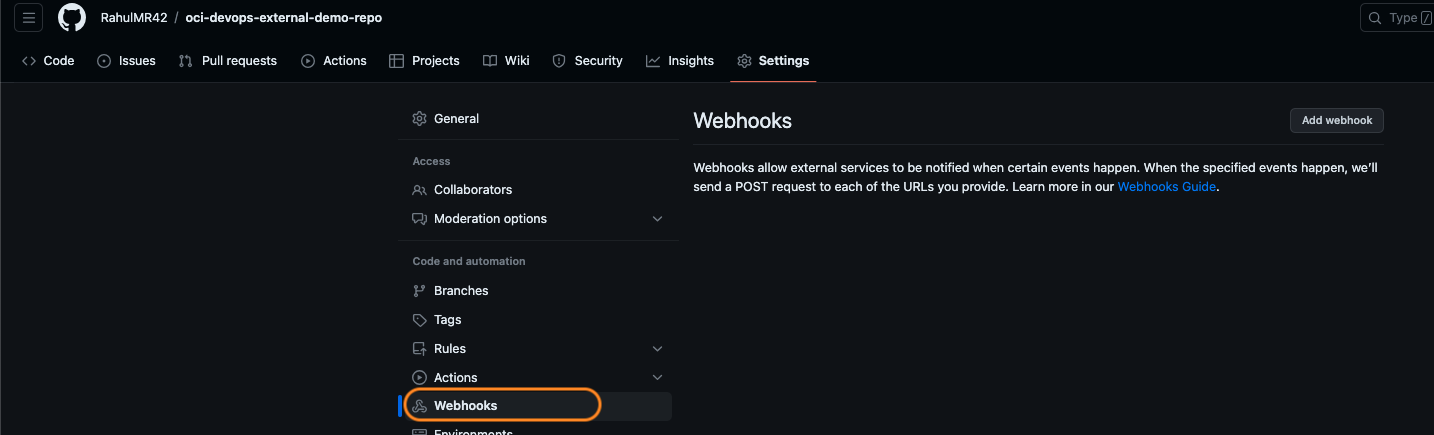 RahulMR42 / oci-devops-external-demo-repo
Type /
Code Issues Pull requests Actions Projects Wiki Security Insights Settings
General
Access
Collaborators
Moderation options
Code and automation
Branches
Tags
Rules
Actions
Webhooks
Environments
Webhooks
Add webhook
Webhooks allow external services to be notified when certain events happen. When the specified events happen, we'll
send a POST request to each of the URLs you provide. Learn more in our Webhooks Guide.